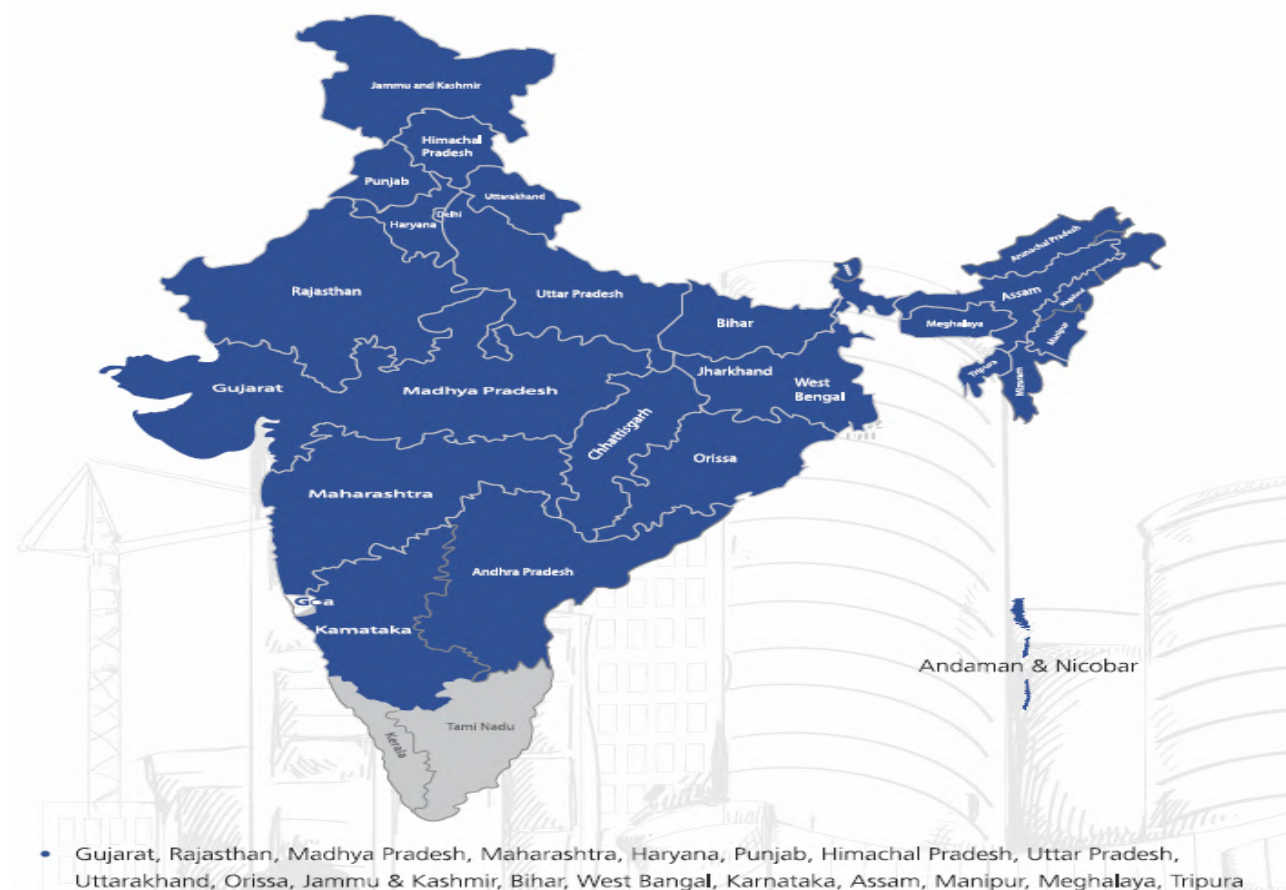 Jammu and Kashmir
Himachal
Pradesh
Punjab
Uttarakhand
Haryana
Delhi
Rajasthan
Uttar Pradesh
Bihar
Arunachal Pradesh
Assam
Nagaland
Meghalaya
Manipur
Tripura
Mizoram
Gujarat
Madhya Pradesh
Jharkhand
West
Bengal
Chhattisgarh
Orissa
Maharashtra
Andhra Pradesh
Goa
Karnataka
Andaman & Nicobar
Tami Nadu
Kerala
• Gujarat, Rajasthan, Madhya Pradesh, Maharashtra, Haryana, Punjab, Himachal Pradesh, Uttar Pradesh,
Uttarakhand, Orissa, Jammu & Kashmir, Bihar, West Bangal, Karnataka, Assam, Manipur, Meghalaya, Tripura